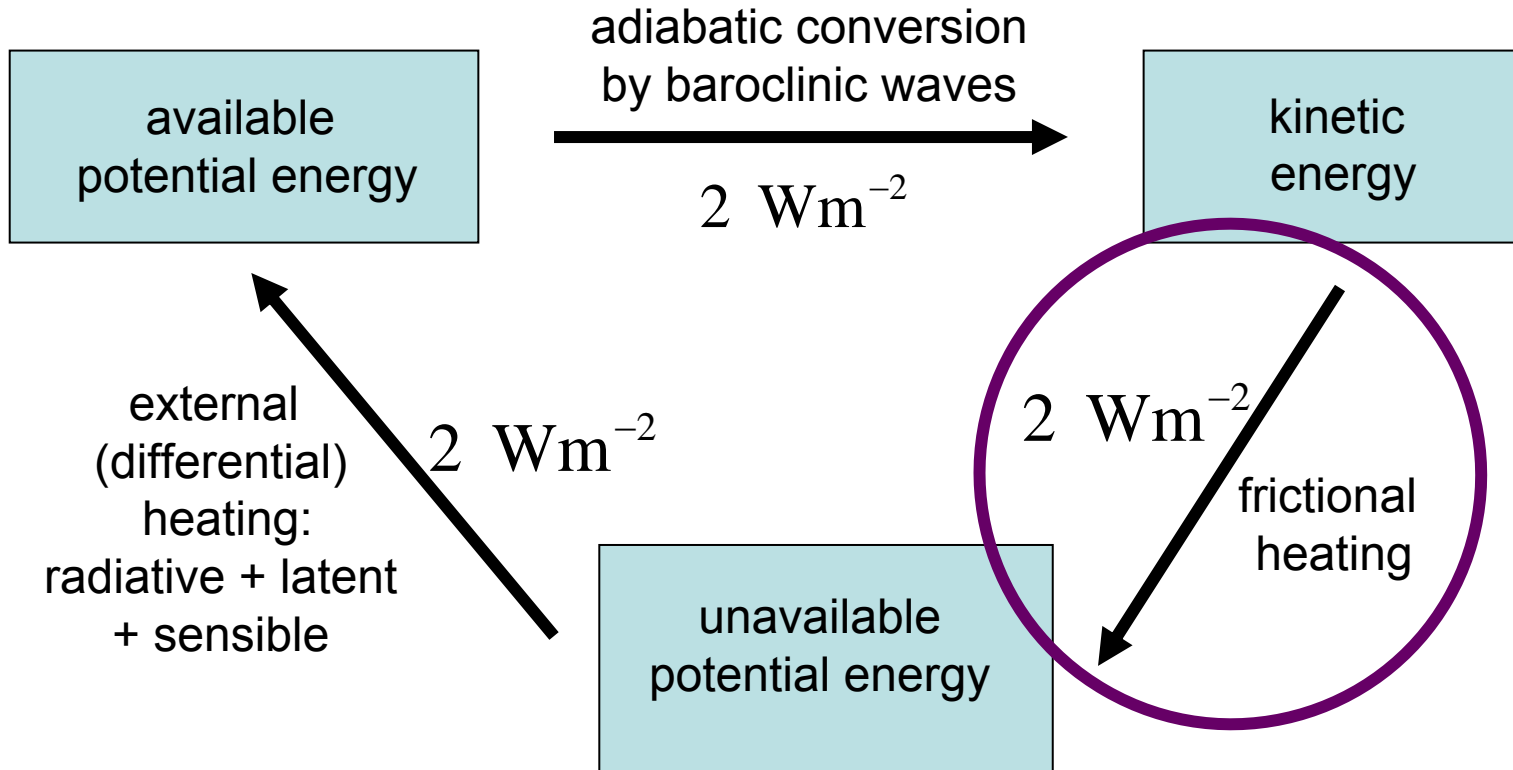 available
potential energy
adiabatic conversion
by baroclinic waves
2 Wm⁻²
kinetic
energy
external
(differential)
heating:
radiative + latent
+ sensible
2 Wm⁻²
unavailable
potential energy
2 Wm⁻²
frictional
heating